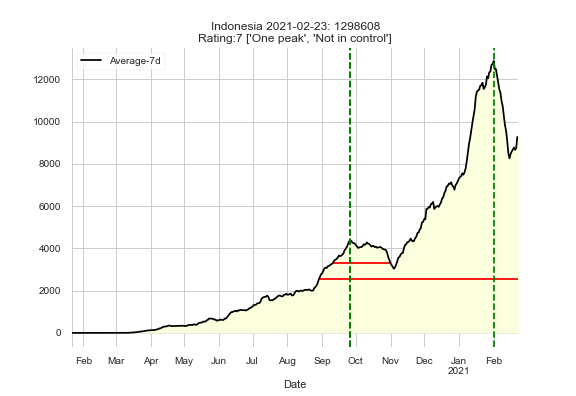 Indonesia 2021-02-23: 1298608
Rating:7 ['One peak', 'Not in control']
Average-7d
12000
10000
8000
6000
4000
2000
0
Feb Mar Apr May Jun Jul Aug Sep Oct Nov Dec Jan Feb
2021
Date